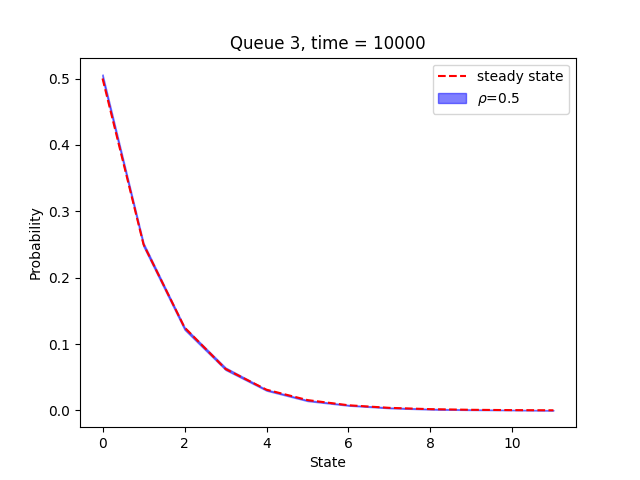 Queue 3, time = 10000
steady state
ρ=0.5
Probability
0.5
0.4
0.3
0.2
0.1
0.0
0 2 4 6 8 10
State